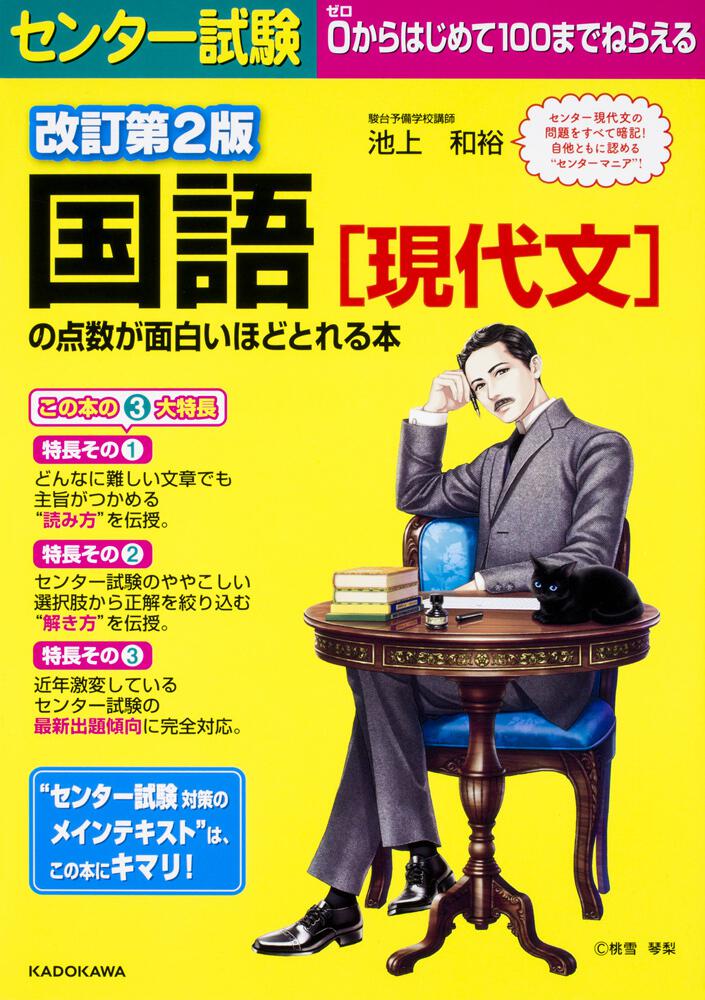 センター試験
ゼロ
0からはじめて100までねらえる
改訂第2版
駿台予備学校講師
池上 和裕
センター現代文の
問題をすべて暗記！
自他ともに認める
“センターマニア”！
国語［現代文］
の点数が面白いほどとれる本
この本の3大特長
特長その1
どんなに難しい文章でも
主旨がつかめる
“読み方”を伝授。
特長その2
センター試験のややこしい
選択肢から正解を絞り込む
“解き方”を伝授。
特長その3
近年激変している
センター試験の
最新出題傾向に完全対応。
“センター試験 対策の
メインテキスト”は、
この本にキマリ！
©桃雪 琴梨
KADOKAWA